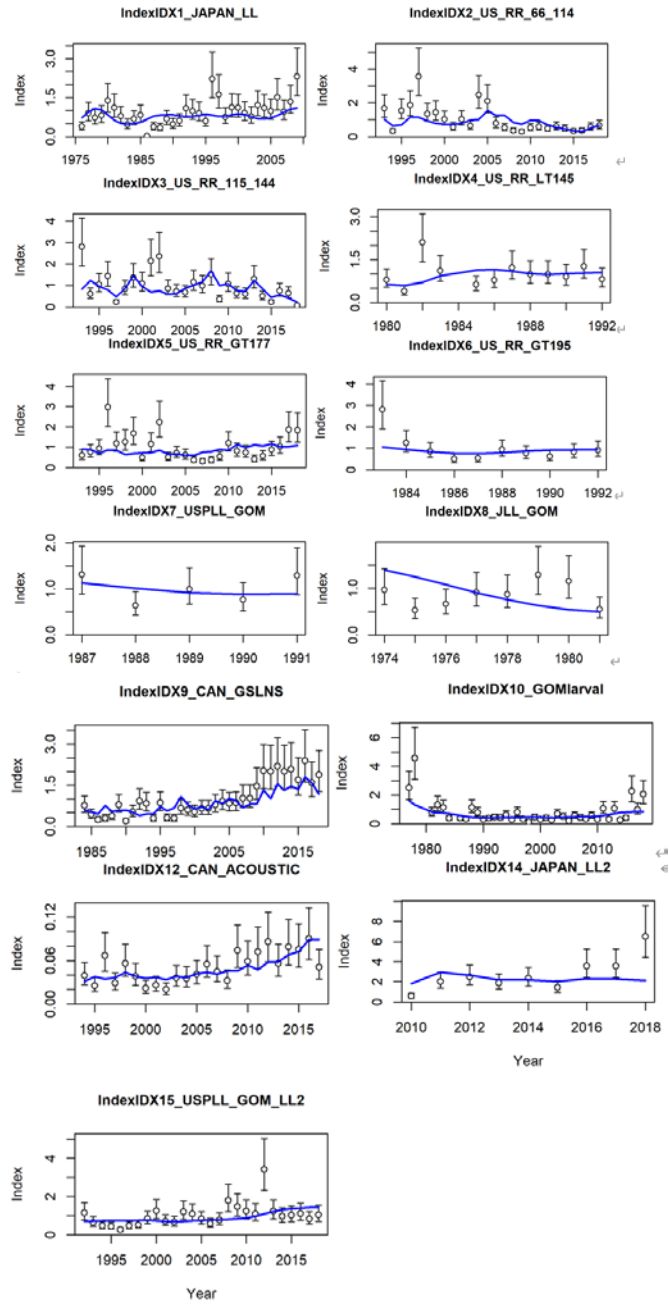 IndexIDX1_JAPAN_LL
IndexIDX2_US_RR_66_114
Index
0.0 1.5 3.0
1975 1985 1995 2005
Index
0 1 2 4
1995 2000 2005 2010 2015
IndexIDX3_US_RR_115_144
IndexIDX4_US_RR_LT145
Index
0 1 2 3 4
1995 2000 2005 2010 2015
Index
0.0 1.5 3.0
1980 1984 1988 1992
IndexIDX5_US_RR_GT177
IndexIDX6_US_RR_GT195
Index
0 1 2 3 4
1995 2000 2005 2010 2015
Index
0 1 2 3 4
1984 1986 1988 1990 1992
IndexIDX7_USPLL_GOM
IndexIDX8_JLL_GOM
Index
0.0 1.0 2.0
1987 1988 1989 1990 1991
Index
0.0 1.0
1974 1976 1978 1980
IndexIDX9_CAN_GSLNS
IndexIDX10_GOMlarval
Index
0.0 1.5 3.0
1985 1995 2005 2015
Index
0 2 4 6
1980 1990 2000 2010
IndexIDX12_CAN_ACOUSTIC
IndexIDX14_JAPAN_LL2
Index
0.00 0.06 0.12
1995 2000 2005 2010 2015
Index
0 2 4 6 8
2010 2012 2014 2016 2018
Year
IndexIDX15_USPLL_GOM_LL2
Index
0 2 4
1995 2000 2005 2010 2015
Year